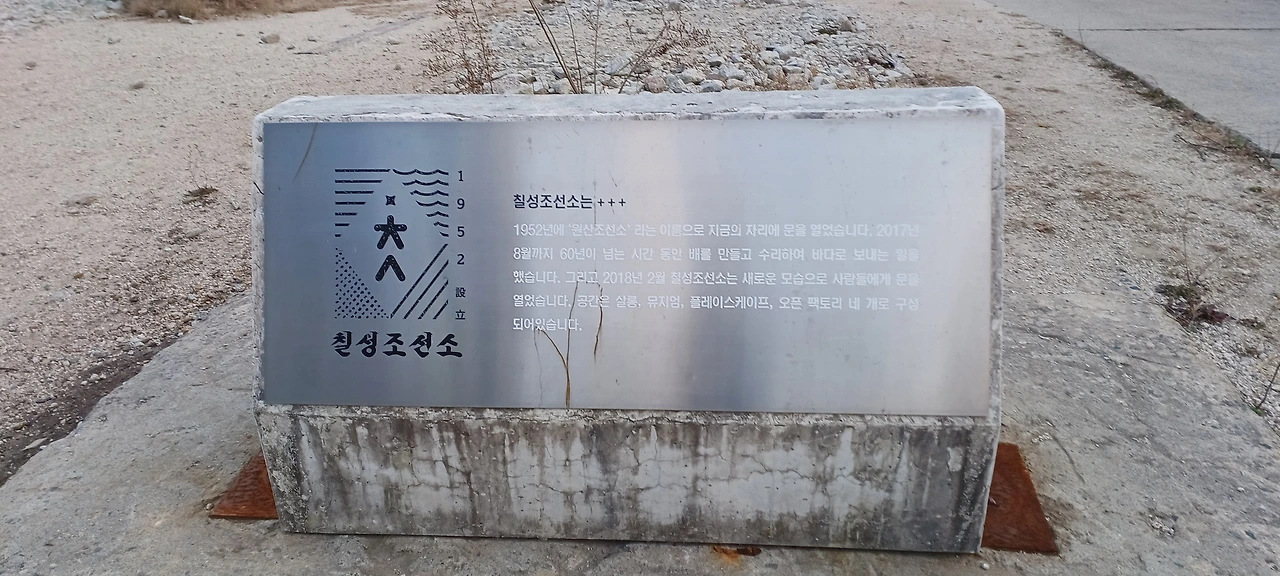 1952 設立
칠성조선소
칠성조선소는 +++
1952년에 '원산조선소' 라는 이름으로 지금의 자리에 문을 열었습니다. 2017년
8월까지 60년이 넘는 시간 동안 배를 만들고 수리하여 바다로 보내는 일을
했습니다. 그리고 2018년 2월 칠성조선소는 새로운 모습으로 사람들에게 문을
열었습니다. 공간은 살롱, 뮤지엄, 플레이스케이프, 오픈 팩토리 네 개로 구성
되어있습니다.